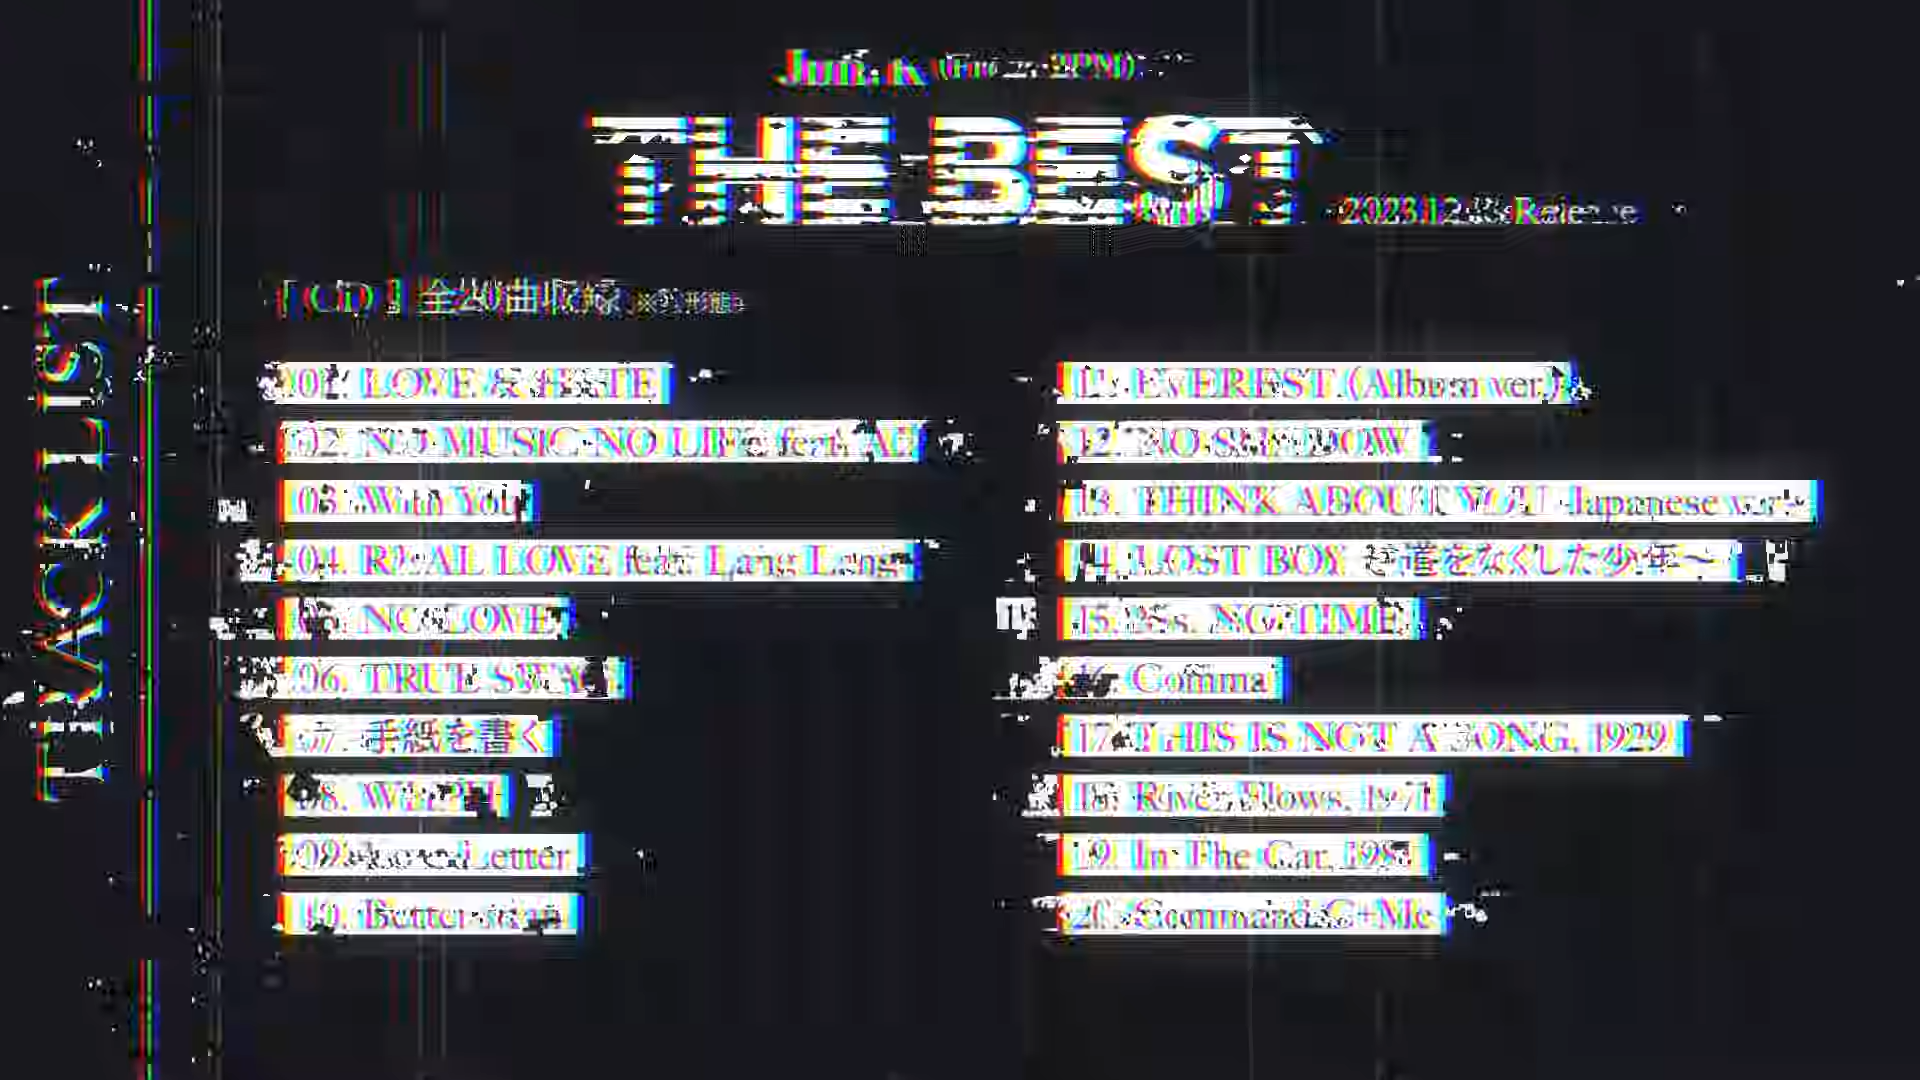 Jun. K (From 2PM)
THE BEST
2023.12. Release
TRACK LIST
【CD】全20曲収録
01. LOVE & HATE
02. NO MUSIC NO LIFE feat. AI
03. With You
04. REAL LOVE feat. Lang Lang
05. NO LOVE
06. TRUE SWAG
07. 手紙を書く
08.
09. Love Letter
10. Better
11. EVEREST (Album ver.)
12. NO SHADOW
13. THINK ABOUT YOU -Japanese ver.-
14. LOST BOY 道をなくした少年~
15. NO TIME
16. Comma
17. THIS IS NOT A SONG, 1929
18. River Flows, 1971
19. In The Car,
20. Command C+Me